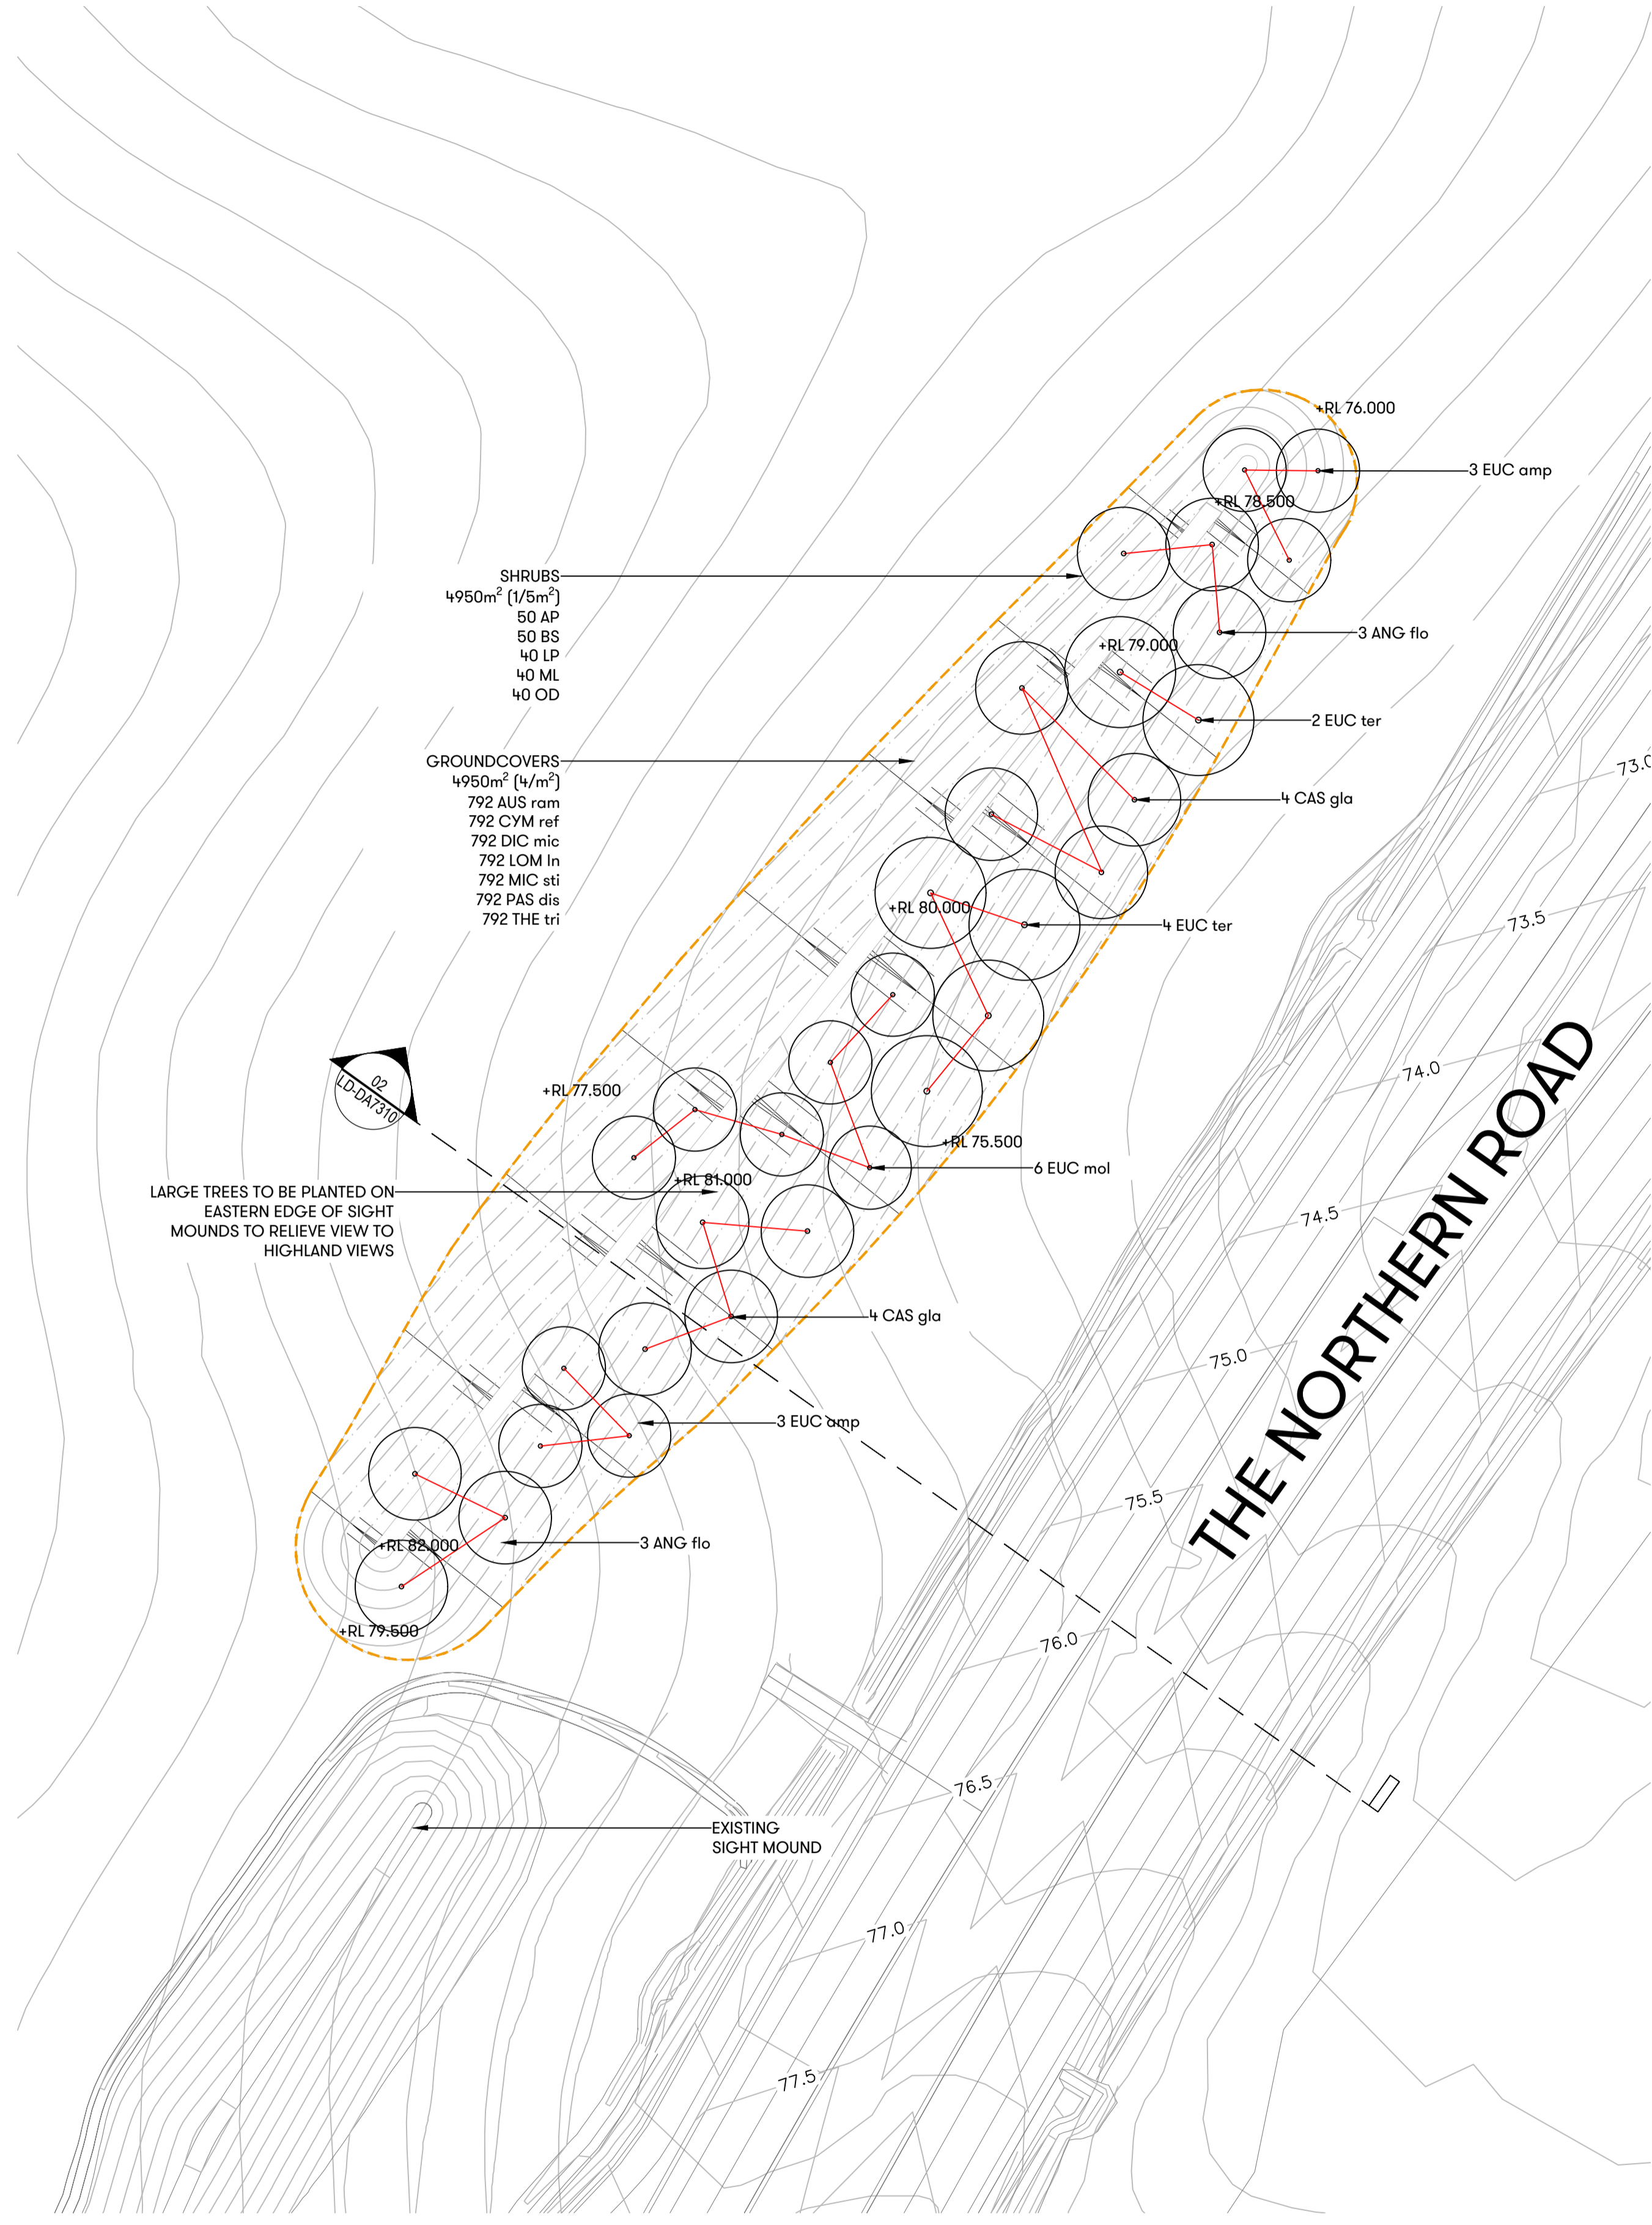 +RL 76.000
3 EUC amp
+RL 78.500
SHRUBS
4950m² (1/5m²)
50 AP
50 BS
40 LP
40 ML
40 OD
3 ANG flo
+RL 79.000
2 EUC ter
GROUNDCOVERS
4950m² (4/m²)
792 AUS ram
792 CYM ref
792 DIC mic
792 LOM ln
792 MIC sti
792 PAS dis
792 THE tri
73.0
4 CAS gla
+RL 80.000
4 EUC ter
73.5
02
LD-DA7310
+RL 77.500
74.0
+RL 75.500
6 EUC mol
+RL 81.000
LARGE TREES TO BE PLANTED ON
EASTERN EDGE OF SIGHT
MOUNDS TO RELIEVE VIEW TO
HIGHLAND VIEWS
74.5
THE NORTHERN ROAD
4 CAS gla
75.0
3 EUC amp
75.5
3 ANG flo
+RL 82.000
+RL 79.500
76.0
76.5
EXISTING
SIGHT MOUND
77.0
77.5